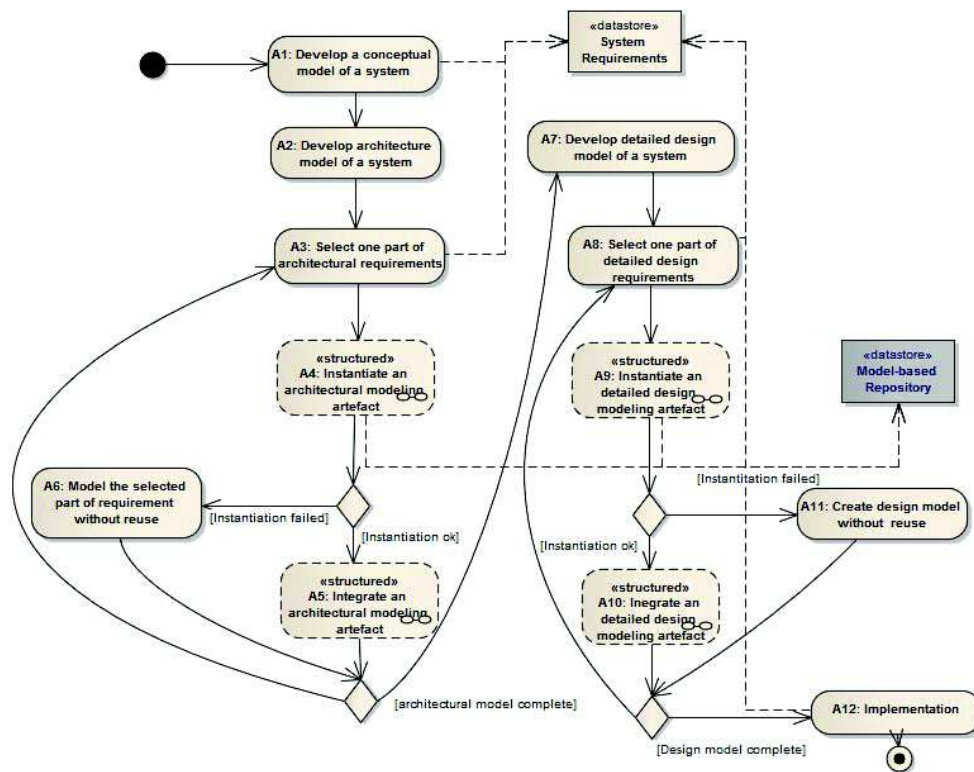 A1: Develop a conceptual
model of a system
«datastore»
System
Requirements
A2: Develop architecture
model of a system
A7: Develop detailed design
model of a system
A3: Select one part of
architectural requirements
A8: Select one part of
detailed design
requirements
«structured»
A4: Instantiate an
architectural modeling
artefact
«structured»
A9: Instantiate an
detailed design
modeling artefact
«datastore»
Model-based
Repository
A6: Model the selected
part of requirement
without reuse
[Instantiation failed]
[Instantiation ok]
[Instantitation failed]
A11: Create design model
without reuse
[Instantiation ok]
«structured»
A5: Integrate an
architectural modeling
artefact
«structured»
A10: Inegrate an
detailed design
modeling artefact
[architectural model complete]
A12: Implementation
[Design model complete]